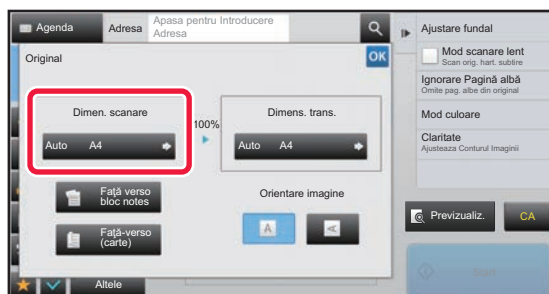 Agenda
Adresa
Apasa pentru Introducere
Adresa
Original
OK
Dimen. scanare
Auto A4
100%
Dimens. trans.
Auto A4
Față verso
bloc notes
Față-verso
(carte)
Orientare imagine
A
A
Altele
Ajustare fundal
Mod scanare lent
Scan orig. hart. subtire
Ignorare Pagină albă
Omite pag. albe din original
Mod culoare
Claritate
Ajusteaza Conturul Imaginii
Previzualiz.
CA
Start